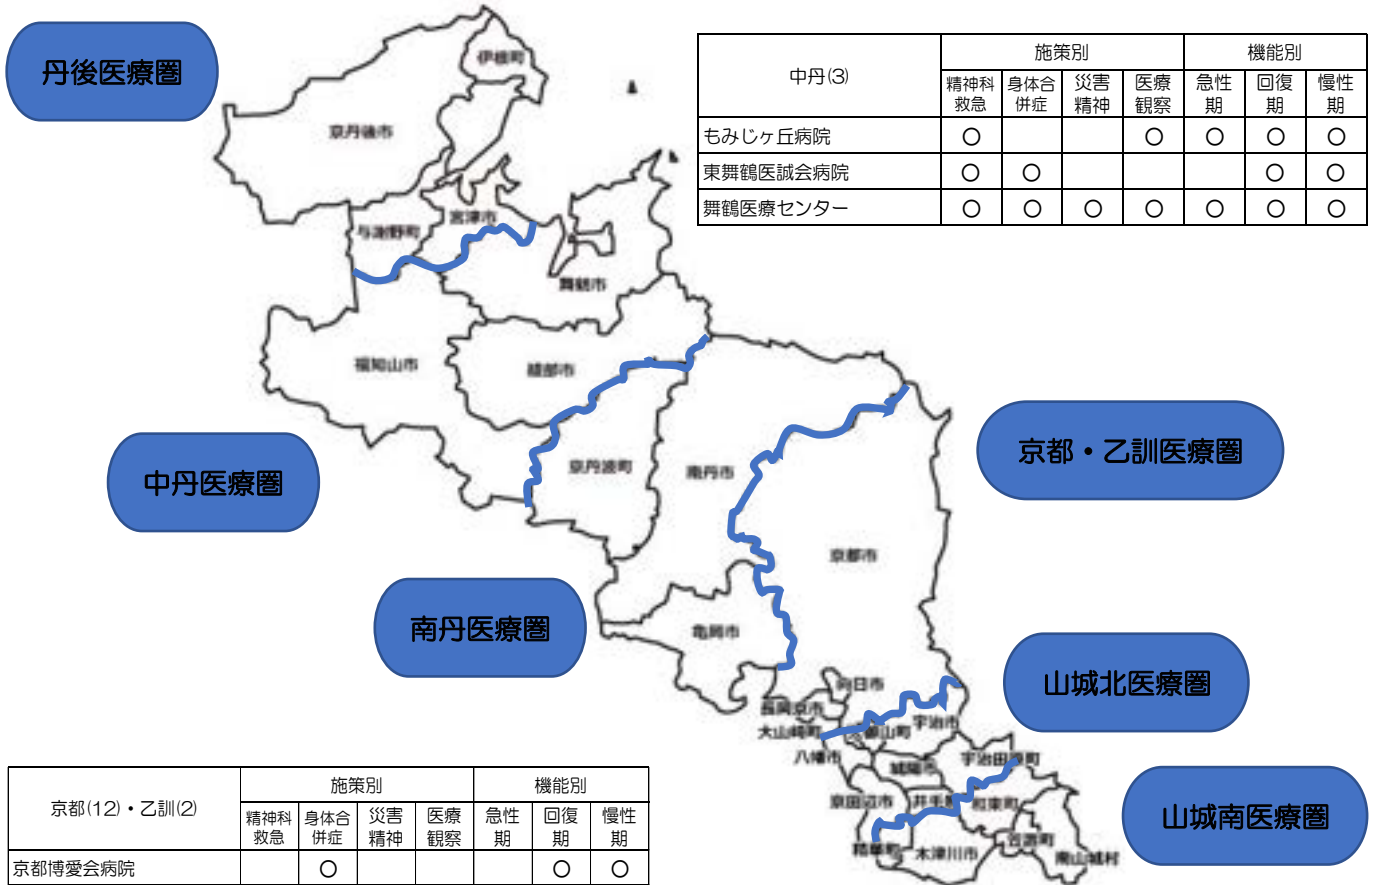 丹後医療圏
伊根町
京丹後市
宮津市
与謝野町
舞鶴市
中丹(3) 施策別 機能別
精神科救急 身体合併症 災害精神 医療観察 急性期 回復期 慢性期
もみじヶ丘病院 〇 〇 〇 〇 〇
東舞鶴医誠会病院 〇 〇 〇 〇
舞鶴医療センター 〇 〇 〇 〇 〇 〇 〇
福知山市
綾部市
中丹医療圏
京丹波町
南丹市
京都・乙訓医療圏
京都市
南丹医療圏
亀岡市
山城北医療圏
向日市
長岡京市
大山崎町
久御山町
宇治市
八幡市
城陽市
宇治田原町
京田辺市
井手町
和束町
山城南医療圏
精華町
木津川市
笠置町
南山城村
京都(12)・乙訓(2) 施策別 機能別
精神科救急 身体合併症 災害精神 医療観察 急性期 回復期 慢性期
京都博愛会病院 〇 〇 〇